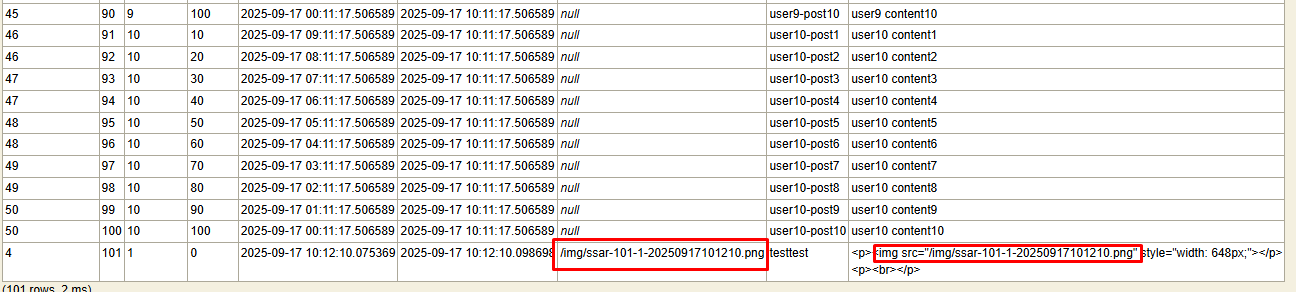 45 90 9 100 2025-09-17 00:11:17.506589 2025-09-17 10:11:17.506589 null user9-post10 user9 content10
46 91 10 10 2025-09-17 09:11:17.506589 2025-09-17 10:11:17.506589 null user10-post1 user10 content1
46 92 10 20 2025-09-17 08:11:17.506589 2025-09-17 10:11:17.506589 null user10-post2 user10 content2
47 93 10 30 2025-09-17 07:11:17.506589 2025-09-17 10:11:17.506589 null user10-post3 user10 content3
47 94 10 40 2025-09-17 06:11:17.506589 2025-09-17 10:11:17.506589 null user10-post4 user10 content4
48 95 10 50 2025-09-17 05:11:17.506589 2025-09-17 10:11:17.506589 null user10-post5 user10 content5
48 96 10 60 2025-09-17 04:11:17.506589 2025-09-17 10:11:17.506589 null user10-post6 user10 content6
49 97 10 70 2025-09-17 03:11:17.506589 2025-09-17 10:11:17.506589 null user10-post7 user10 content7
49 98 10 80 2025-09-17 02:11:17.506589 2025-09-17 10:11:17.506589 null user10-post8 user10 content8
50 99 10 90 2025-09-17 01:11:17.506589 2025-09-17 10:11:17.506589 null user10-post9 user10 content9
50 100 10 100 2025-09-17 00:11:17.506589 2025-09-17 10:11:17.506589 null user10-post10 user10 content10
4 101 1 0 2025-09-17 10:12:10.075369 2025-09-17 10:12:10.098698 /img/ssar-101-1-20250917101210.png testtest <p><img src="/img/ssar-101-1-20250917101210.png" style="width: 648px;"></p>
<p><br></p>
(101 rows, 2 ms)